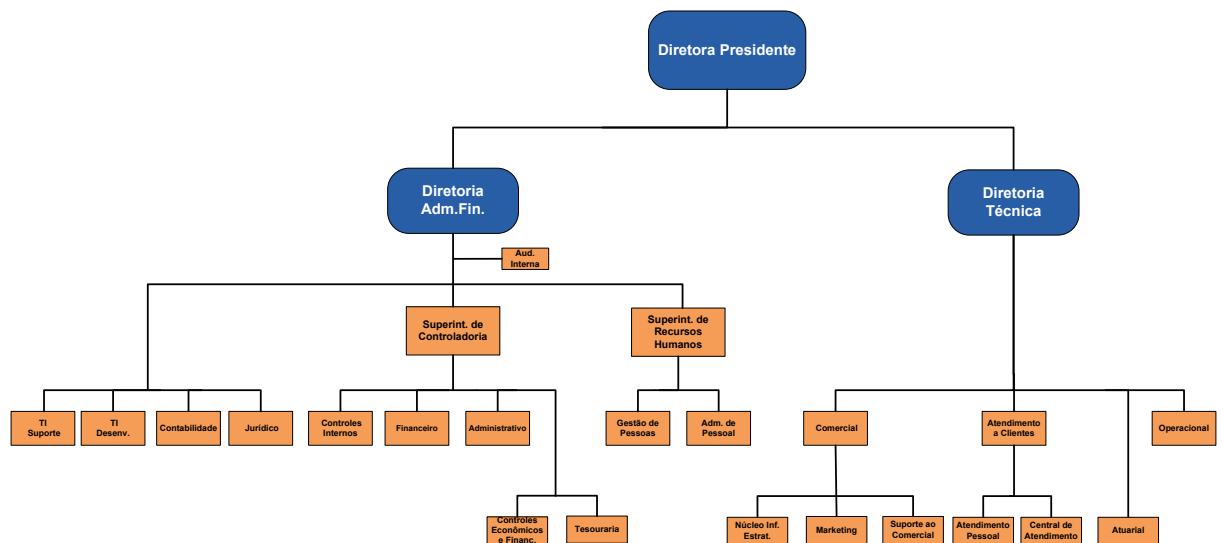 Diretora Presidente
Diretoria
Adm.Fin.
Diretoria
Técnica
Aud.
Interna
Superint. de
Controladoria
Superint. de
Recursos
Humanos
TI
Suporte
TI
Desenv.
Contabilidade
Jurídico
Controles
Internos
Financeiro
Administrativo
Gestão de
Pessoas
Adm. de
Pessoal
Comercial
Atendimento
a Clientes
Operacional
Controles
Econômicos
e Financ.
Tesouraria
Núcleo Inf.
Estrat.
Marketing
Suporte ao
Comercial
Atendimento
Pessoal
Central de
Atendimento
Atuarial